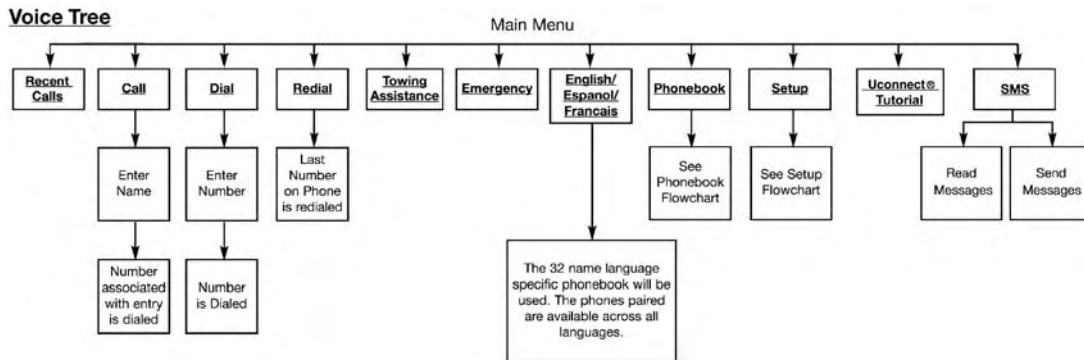 Voice Tree
Main Menu
Recent
Calls
Call
Dial
Redial
Towing
Assistance
Emergency
English/
Espanol/
Francais
Phonebook
Setup
Uconnect®
Tutorial
SMS
Enter
Name
Enter
Number
Last
Number
on Phone
is redialed
See
Phonebook
Flowchart
See Setup
Flowchart
Read
Messages
Send
Messages
Number
associated
with entry
is dialed
Number
is Dialed
The 32 name language
specific phonebook will be
used. The phones paired
are available across all
languages.